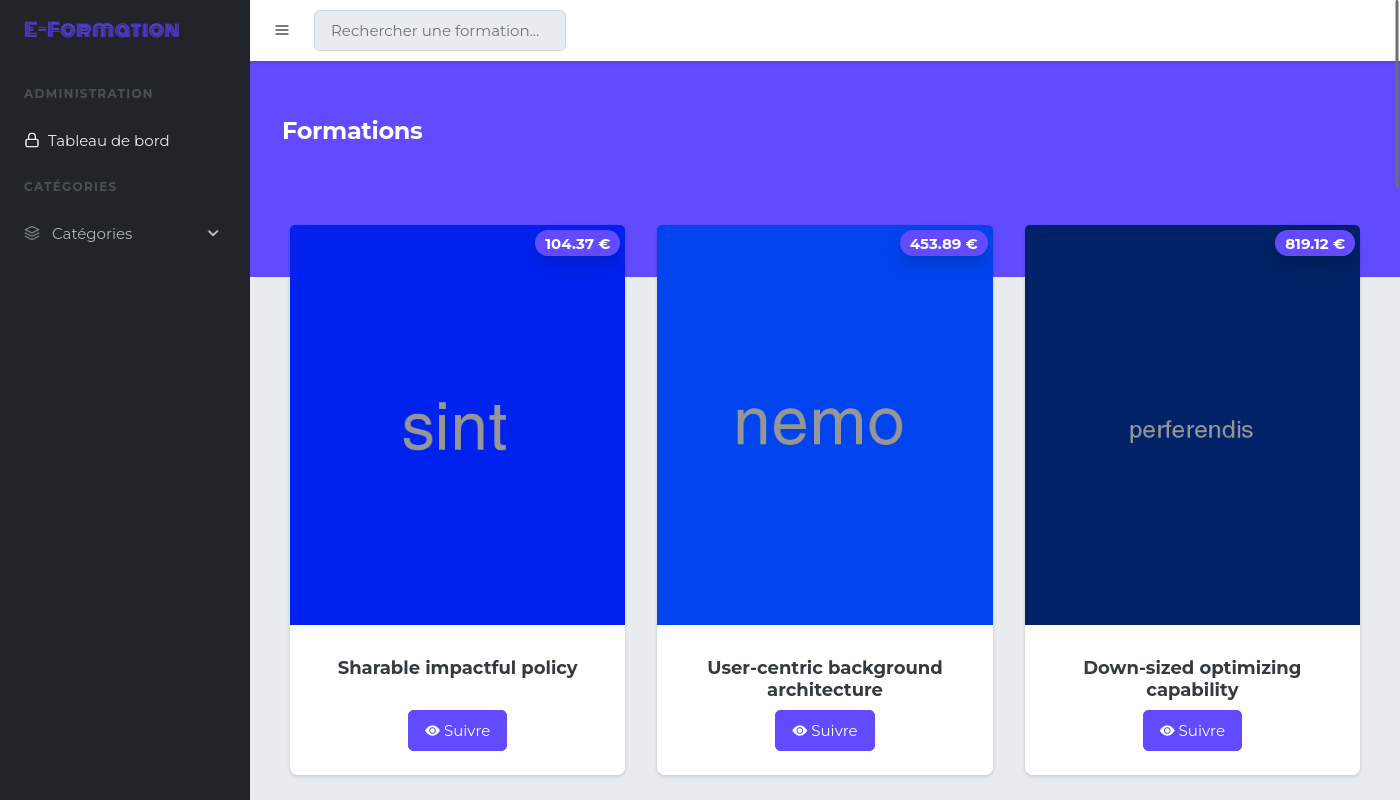 E-Formation
ADMINISTRATION
Tableau de bord
CATÉGORIES
Catégories
Rechercher une formation...
Formations
104.37 €
sint
Sharable impactful policy
Suivre
453.89 €
nemo
User-centric background
architecture
Suivre
819.12 €
perferendis
Down-sized optimizing
capability
Suivre